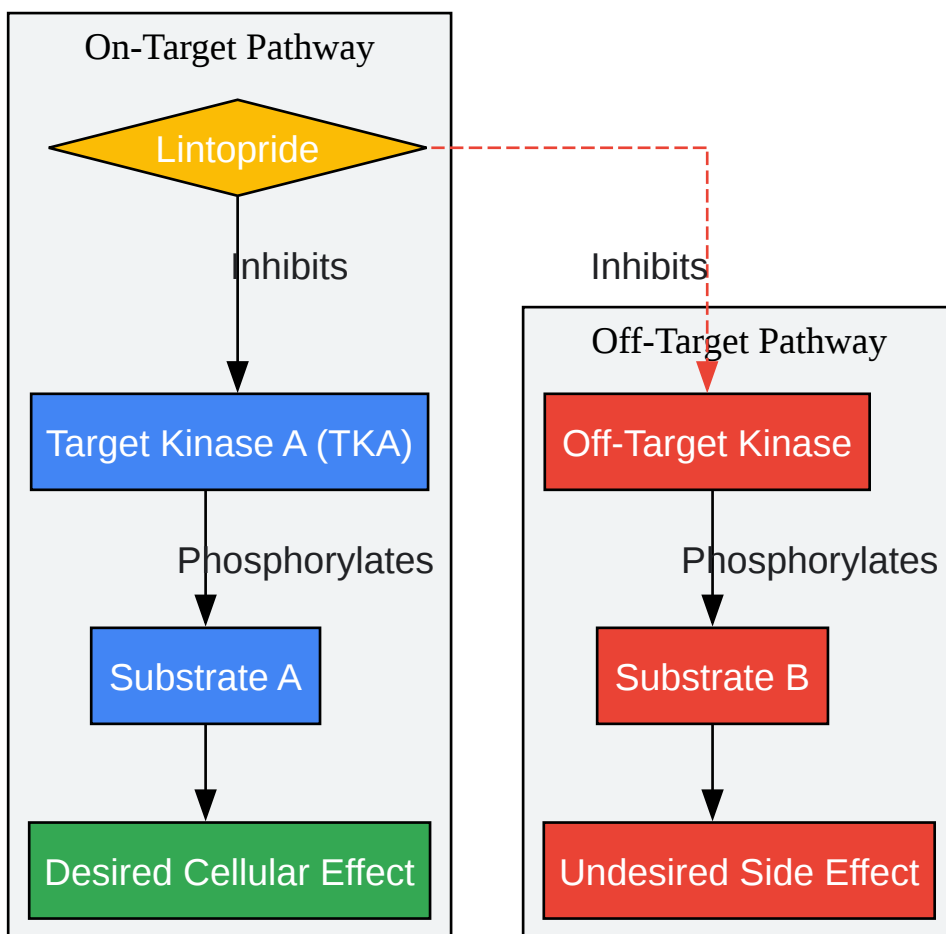 On-Target Pathway
Lintopride
Inhibits
Target Kinase A (TKA)
Phosphorylates
Substrate A
Desired Cellular Effect
Inhibits
Off-Target Pathway
Off-Target Kinase
Phosphorylates
Substrate B
Undesired Side Effect